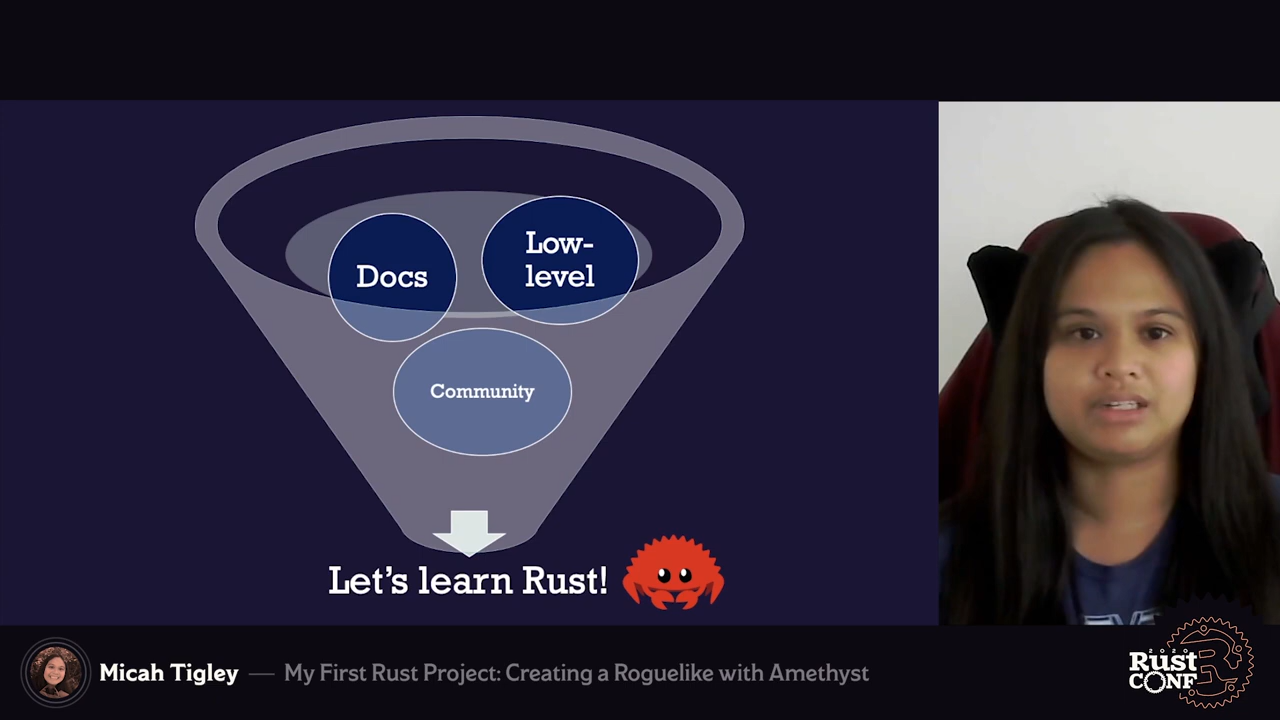 Docs
Low-
level
Community
Let's learn Rust!
Micah Tigley — My First Rust Project: Creating a Roguelike with Amethyst
2020
Rust
CONF